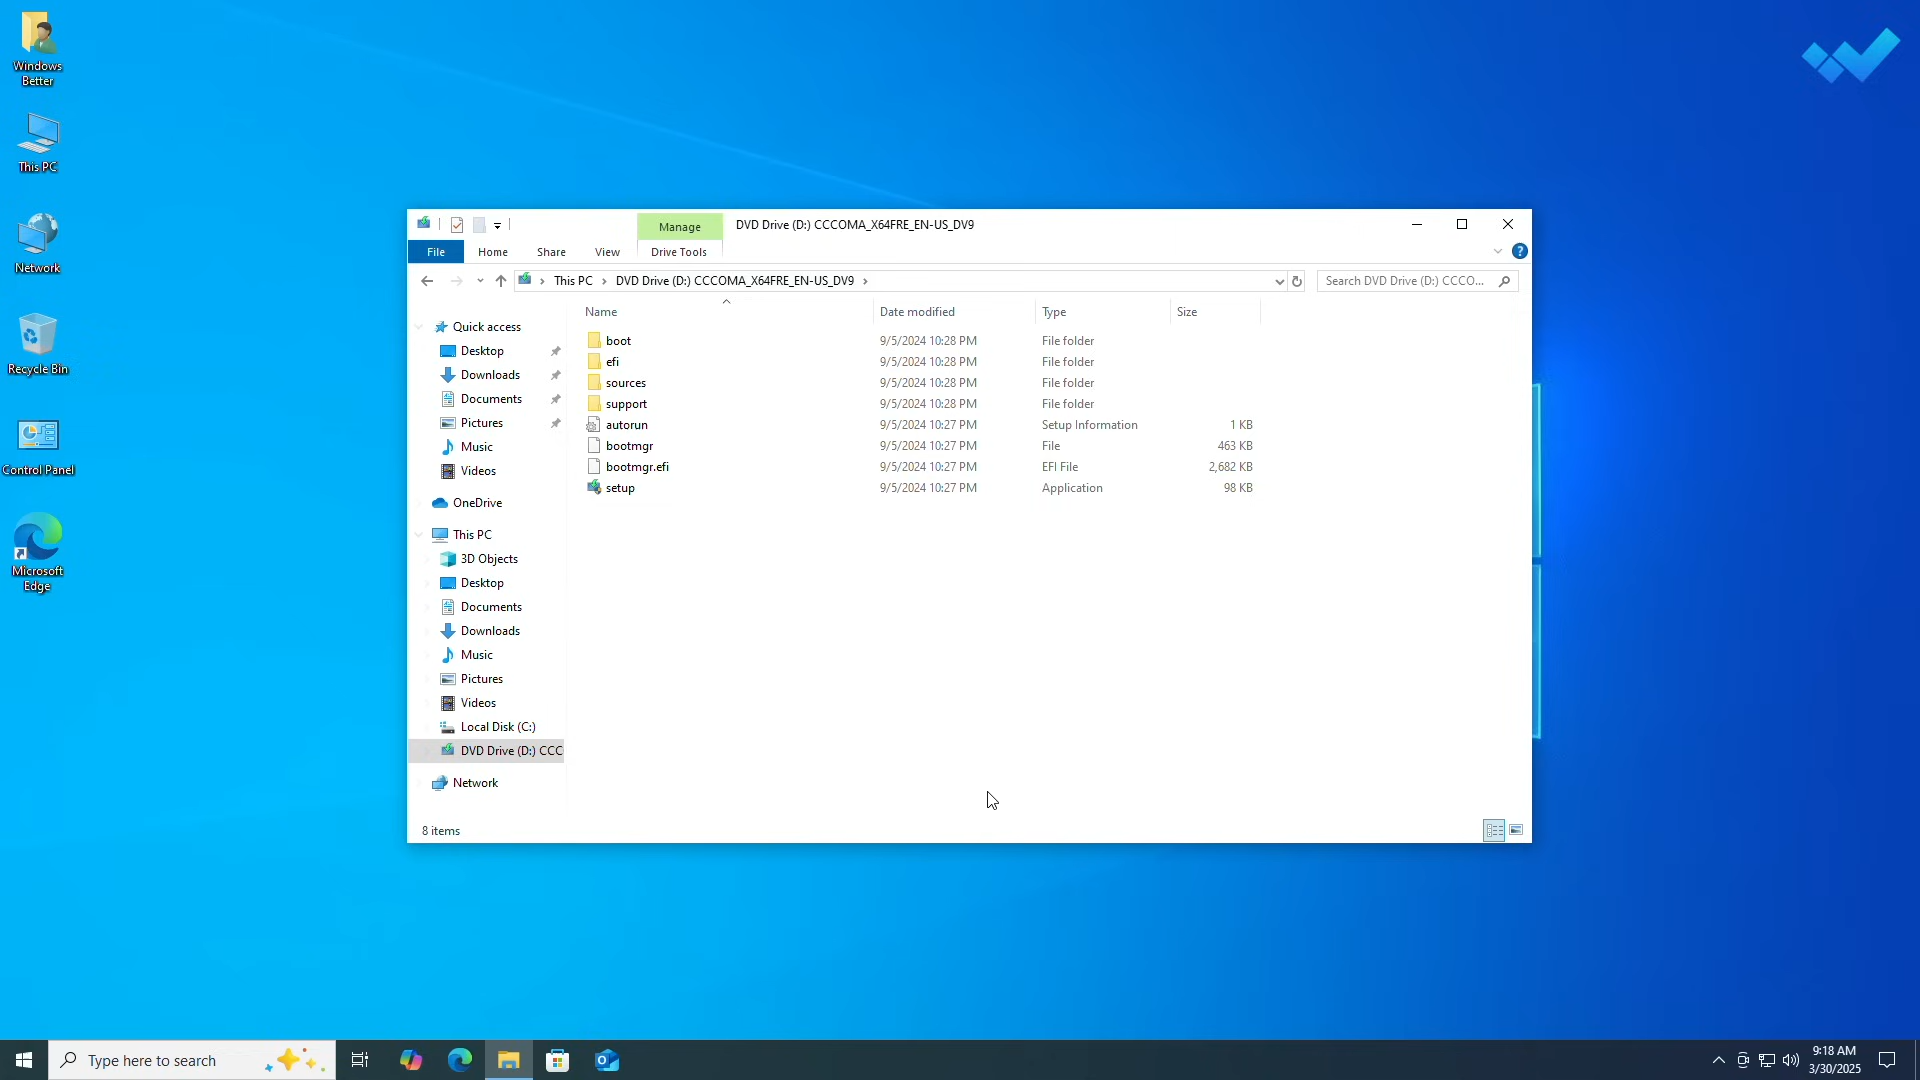 Windows
Better
This PC
Network
Recycle Bin
Control Panel
Microsoft
Edge
Manage
DVD Drive (D:) CCCOMA_X64FRE_EN-US_DV9
File
Home
Share
View
Drive Tools
This PC
DVD Drive (D:) CCCOMA_X64FRE_EN-US_DV9
Search DVD Drive (D:) CCCO...
Name
Date modified
Type
Size
boot 9/5/2024 10:28 PM File folder
efi 9/5/2024 10:28 PM File folder
sources 9/5/2024 10:28 PM File folder
support 9/5/2024 10:28 PM File folder
autorun 9/5/2024 10:27 PM Setup Information 1 KB
bootmgr 9/5/2024 10:27 PM File 463 KB
bootmgr.efi 9/5/2024 10:27 PM EFI File 2,682 KB
setup 9/5/2024 10:27 PM Application 98 KB
Quick access
Desktop
Downloads
Documents
Pictures
Music
Videos
OneDrive
This PC
3D Objects
Desktop
Documents
Downloads
Music
Pictures
Videos
Local Disk (C:)
DVD Drive (D:) CCC
Network
8 items
Type here to search
9:18 AM
3/30/2025